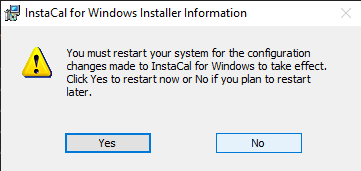 InstaCal for Windows Installer Information
You must restart your system for the configuration
changes made to InstaCal for Windows to take effect.
Click Yes to restart now or No if you plan to restart
later.
Yes
No